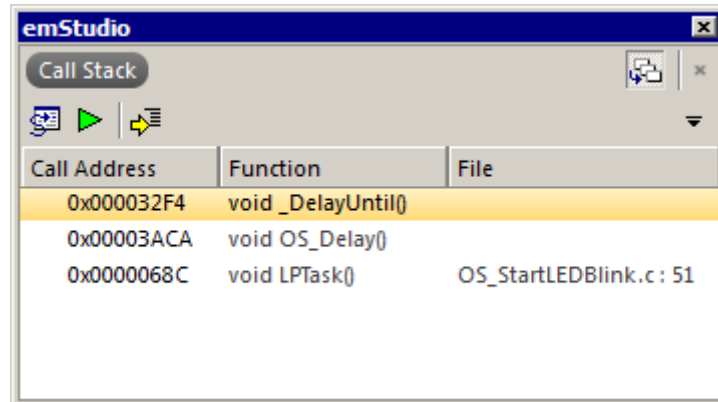 emStudio
Call Stack
Call Address Function File
0x000032F4 void _DelayUntil()
0x00003ACA void OS_Delay()
0x0000068C void LPTask() OS_StartLEDBlink.c : 51